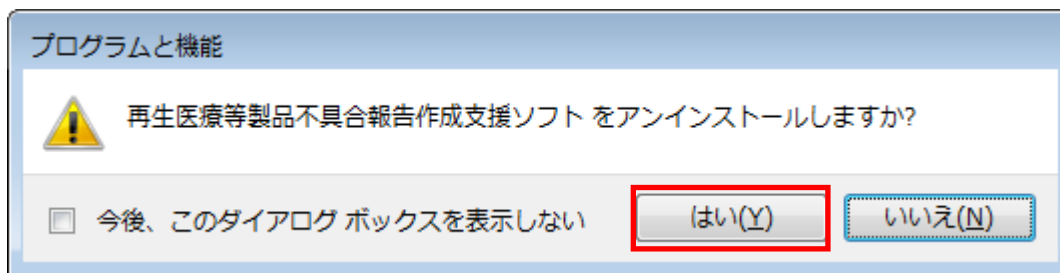 プログラムと機能
再生医療等製品不具合報告作成支援ソフト をアンインストールしますか?
今後、このダイアログ ボックスを表示しない
はい(Y)
いいえ(N)